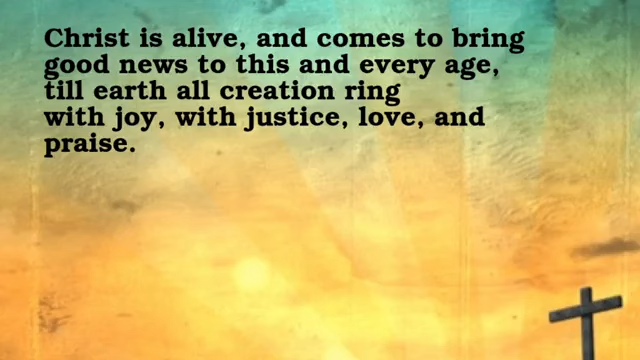 Christ is alive, and comes to bring
good news to this and every age,
till earth all creation ring
with joy, with justice, love, and
praise.